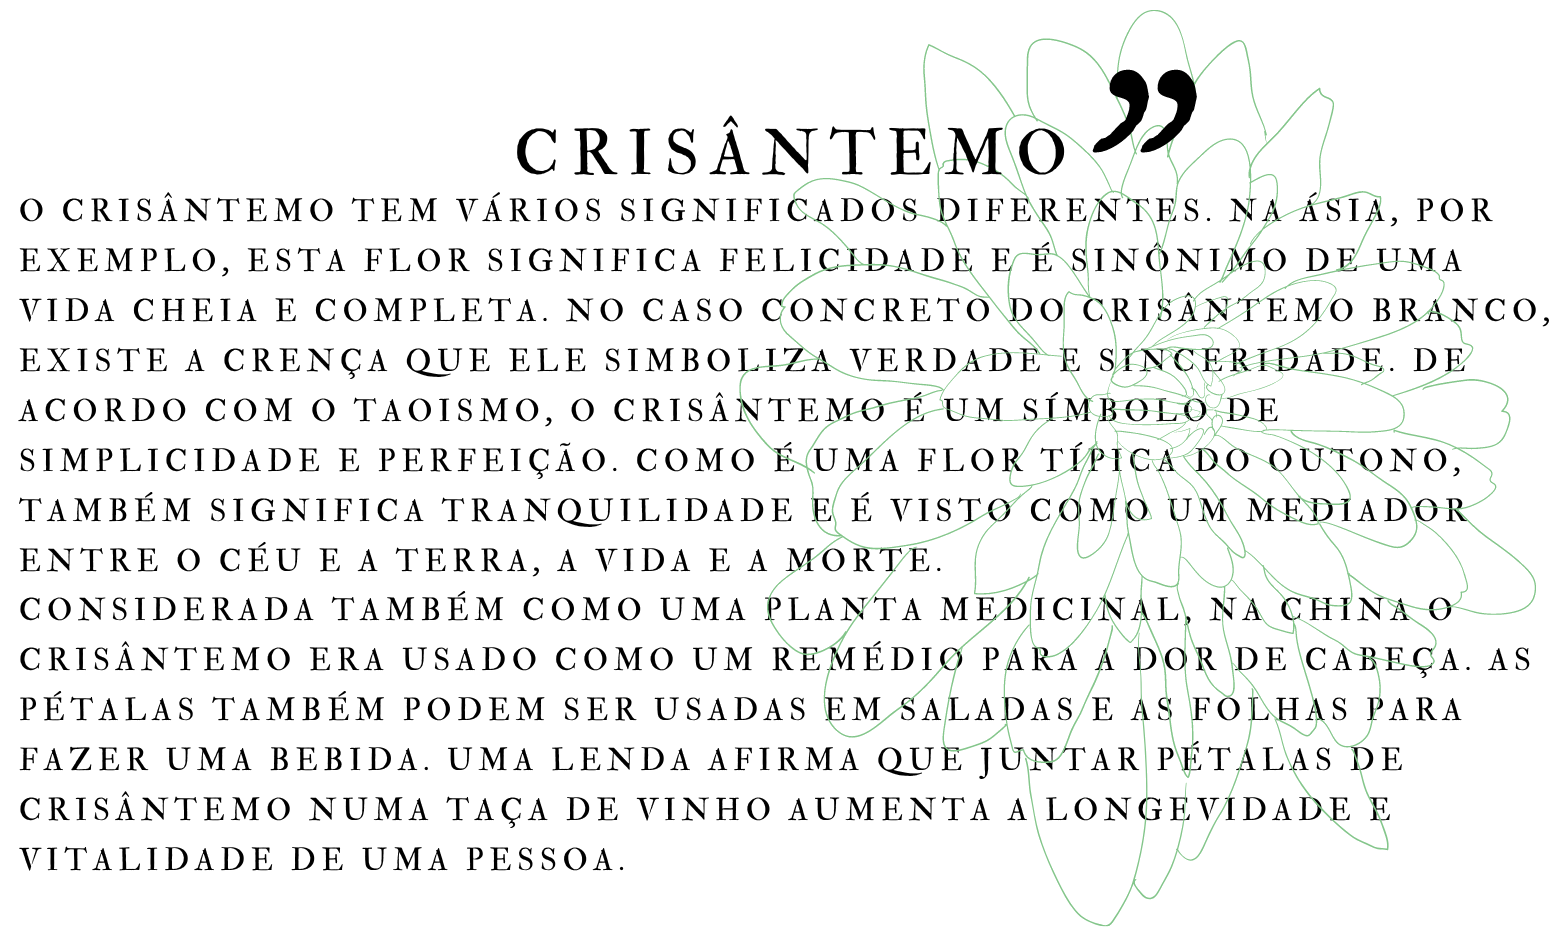 CRISÂNTEMO”
O CRISÂNTEMO TEM VÁRIOS SIGNIFICADOS DIFERENTES. NA ÁSIA, POR
EXEMPLO, ESTA FLOR SIGNIFICA FELICIDADE E É SINÔNIMO DE UMA
VIDA CHEIA E COMPLETA. NO CASO CONCRETO DO CRISÂNTEMO BRANCO,
EXISTE A CRENÇA QUE ELE SIMBOLIZA VERDADE E SINCERIDADE. DE
ACORDO COM O TAOISMO, O CRISÂNTEMO É UM SÍMBOLO DE
SIMPLICIDADE E PERFEIÇÃO. COMO É UMA FLOR TÍPICA DO OUTONO,
TAMBÉM SIGNIFICA TRANQUILIDADE E É VISTO COMO UM MEDIADOR
ENTRE O CÉU E A TERRA, A VIDA E A MORTE.
CONSIDERADA TAMBÉM COMO UMA PLANTA MEDICINAL, NA CHINA O
CRISÂNTEMO ERA USADO COMO UM REMÉDIO PARA A DOR DE CABEÇA. AS
PÉTALAS TAMBÉM PODEM SER USADAS EM SALADAS E AS FOLHAS PARA
FAZER UMA BEBIDA. UMA LENDA AFIRMA QUE JUNTAR PÉTALAS DE
CRISÂNTEMO NUMA TAÇA DE VINHO AUMENTA A LONGEVIDADE E
VITALIDADE DE UMA PESSOA.